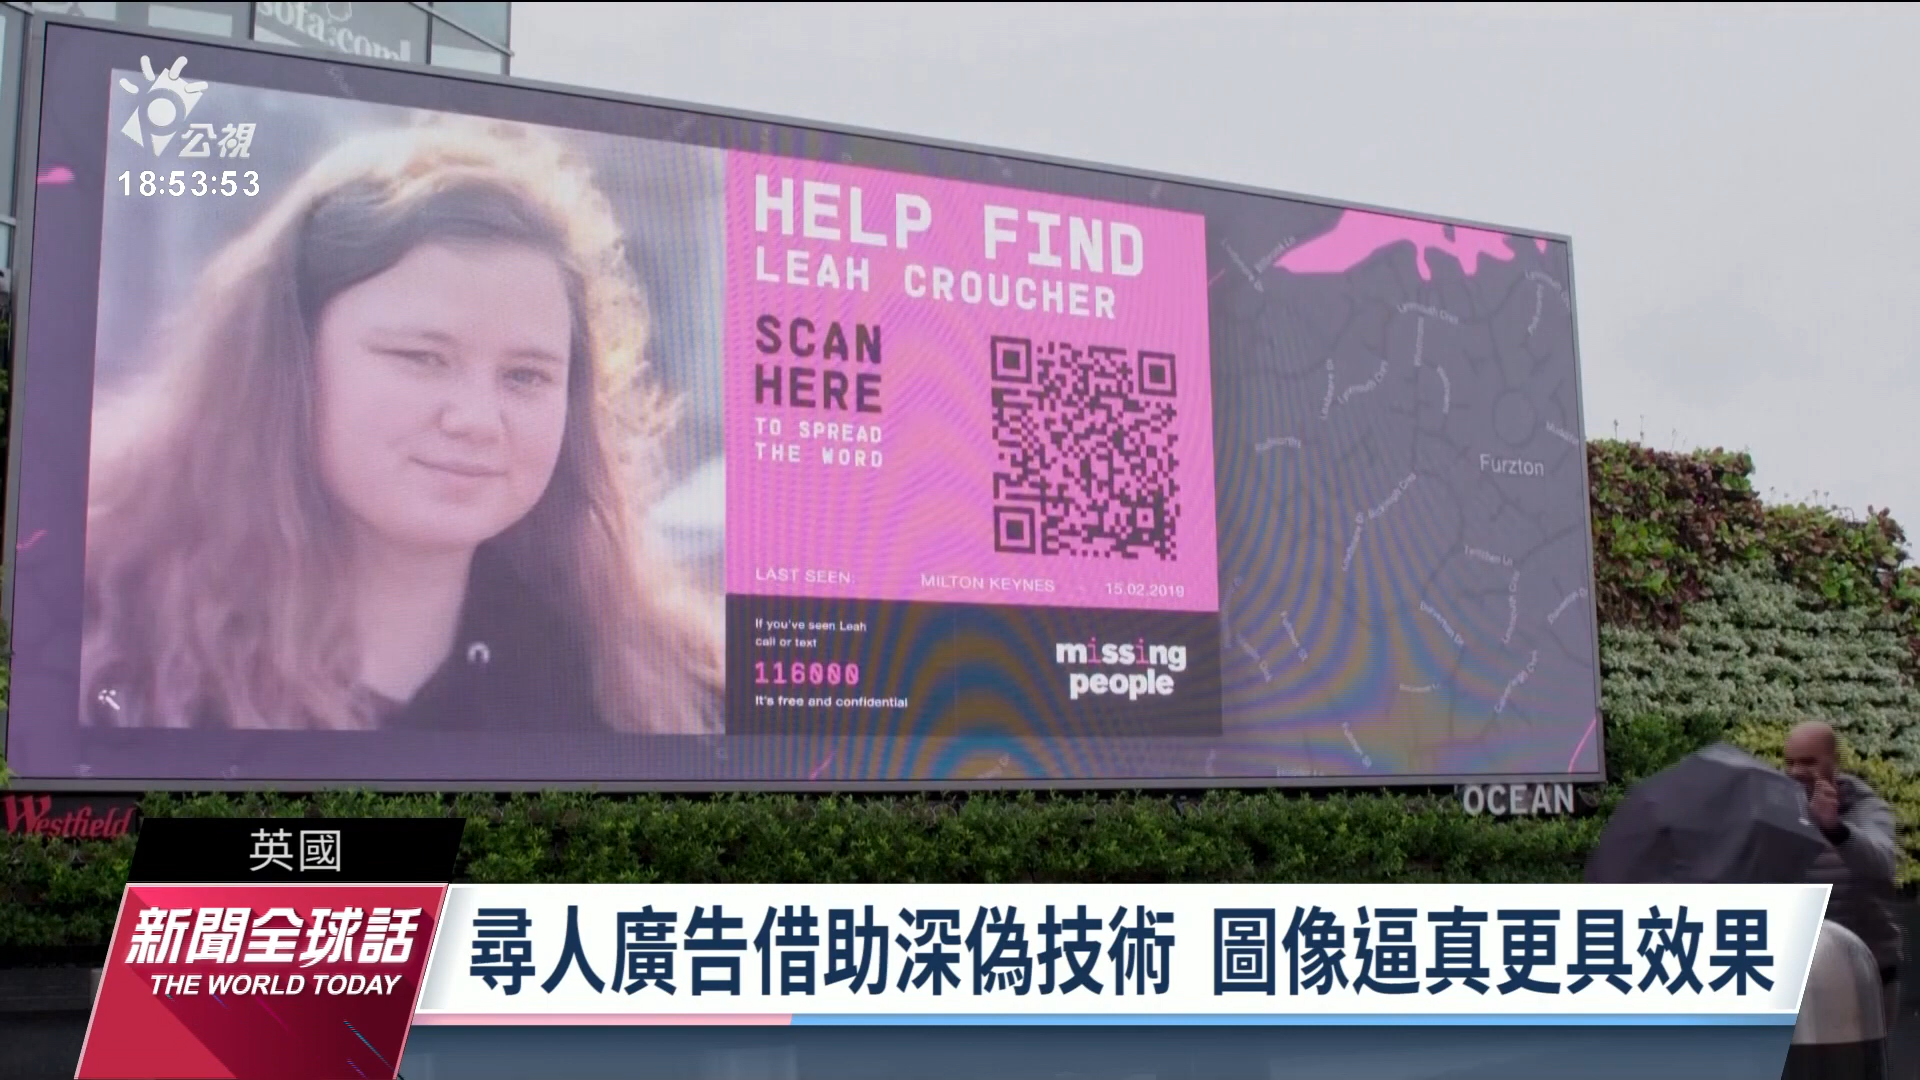 sofa.com
公視
18:53:53
HELP FIND
LEAH CROUCHER
SCAN
HERE
TO SPREAD
THE WORD
LAST SEEN: MILTON KEYNES - 15.02.2019
If you've seen Leah
call or text
116000
It's free and confidential
missing
people
Furzton
Westfield
OCEAN
英國
新聞全球話
THE WORLD TODAY
尋人廣告借助深偽技術 圖像逼真更具效果